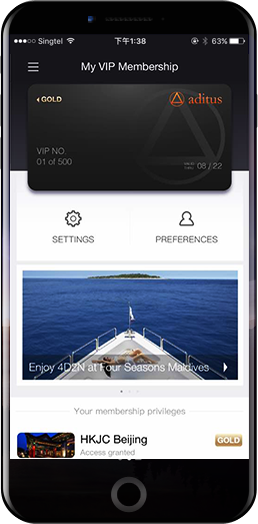 Singtel 下午1:38 63%
My VIP Membership
GOLD aditus
VIP NO.
01 of 500
08 / 22
SETTINGS PREFERENCES
Enjoy 4D2N at Four Seasons Maldives
Your membership privileges
HKJC Beijing GOLD
Access granted